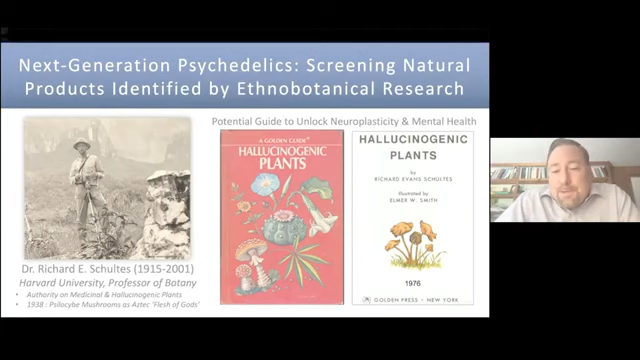 Next-Generation Psychedelics: Screening Natural
Products Identified by Ethnobotanical Research
Potential Guide to Unlock Neuroplasticity & Mental Health
A GOLDEN GUIDE
HALLUCINOGENIC
PLANTS
HALLUCINOGENIC
PLANTS
by
RICHARD EVANS SCHULTES
Illustrated by
ELMER W. SMITH
1976
GOLDEN PRESS • NEW YORK
Dr. Richard E. Schultes (1915-2001)
Harvard University, Professor of Botany
• Authority on Medicinal & Hallucinogenic Plants
• 1938 : Psilocybe Mushrooms as Aztec 'Flesh of Gods'